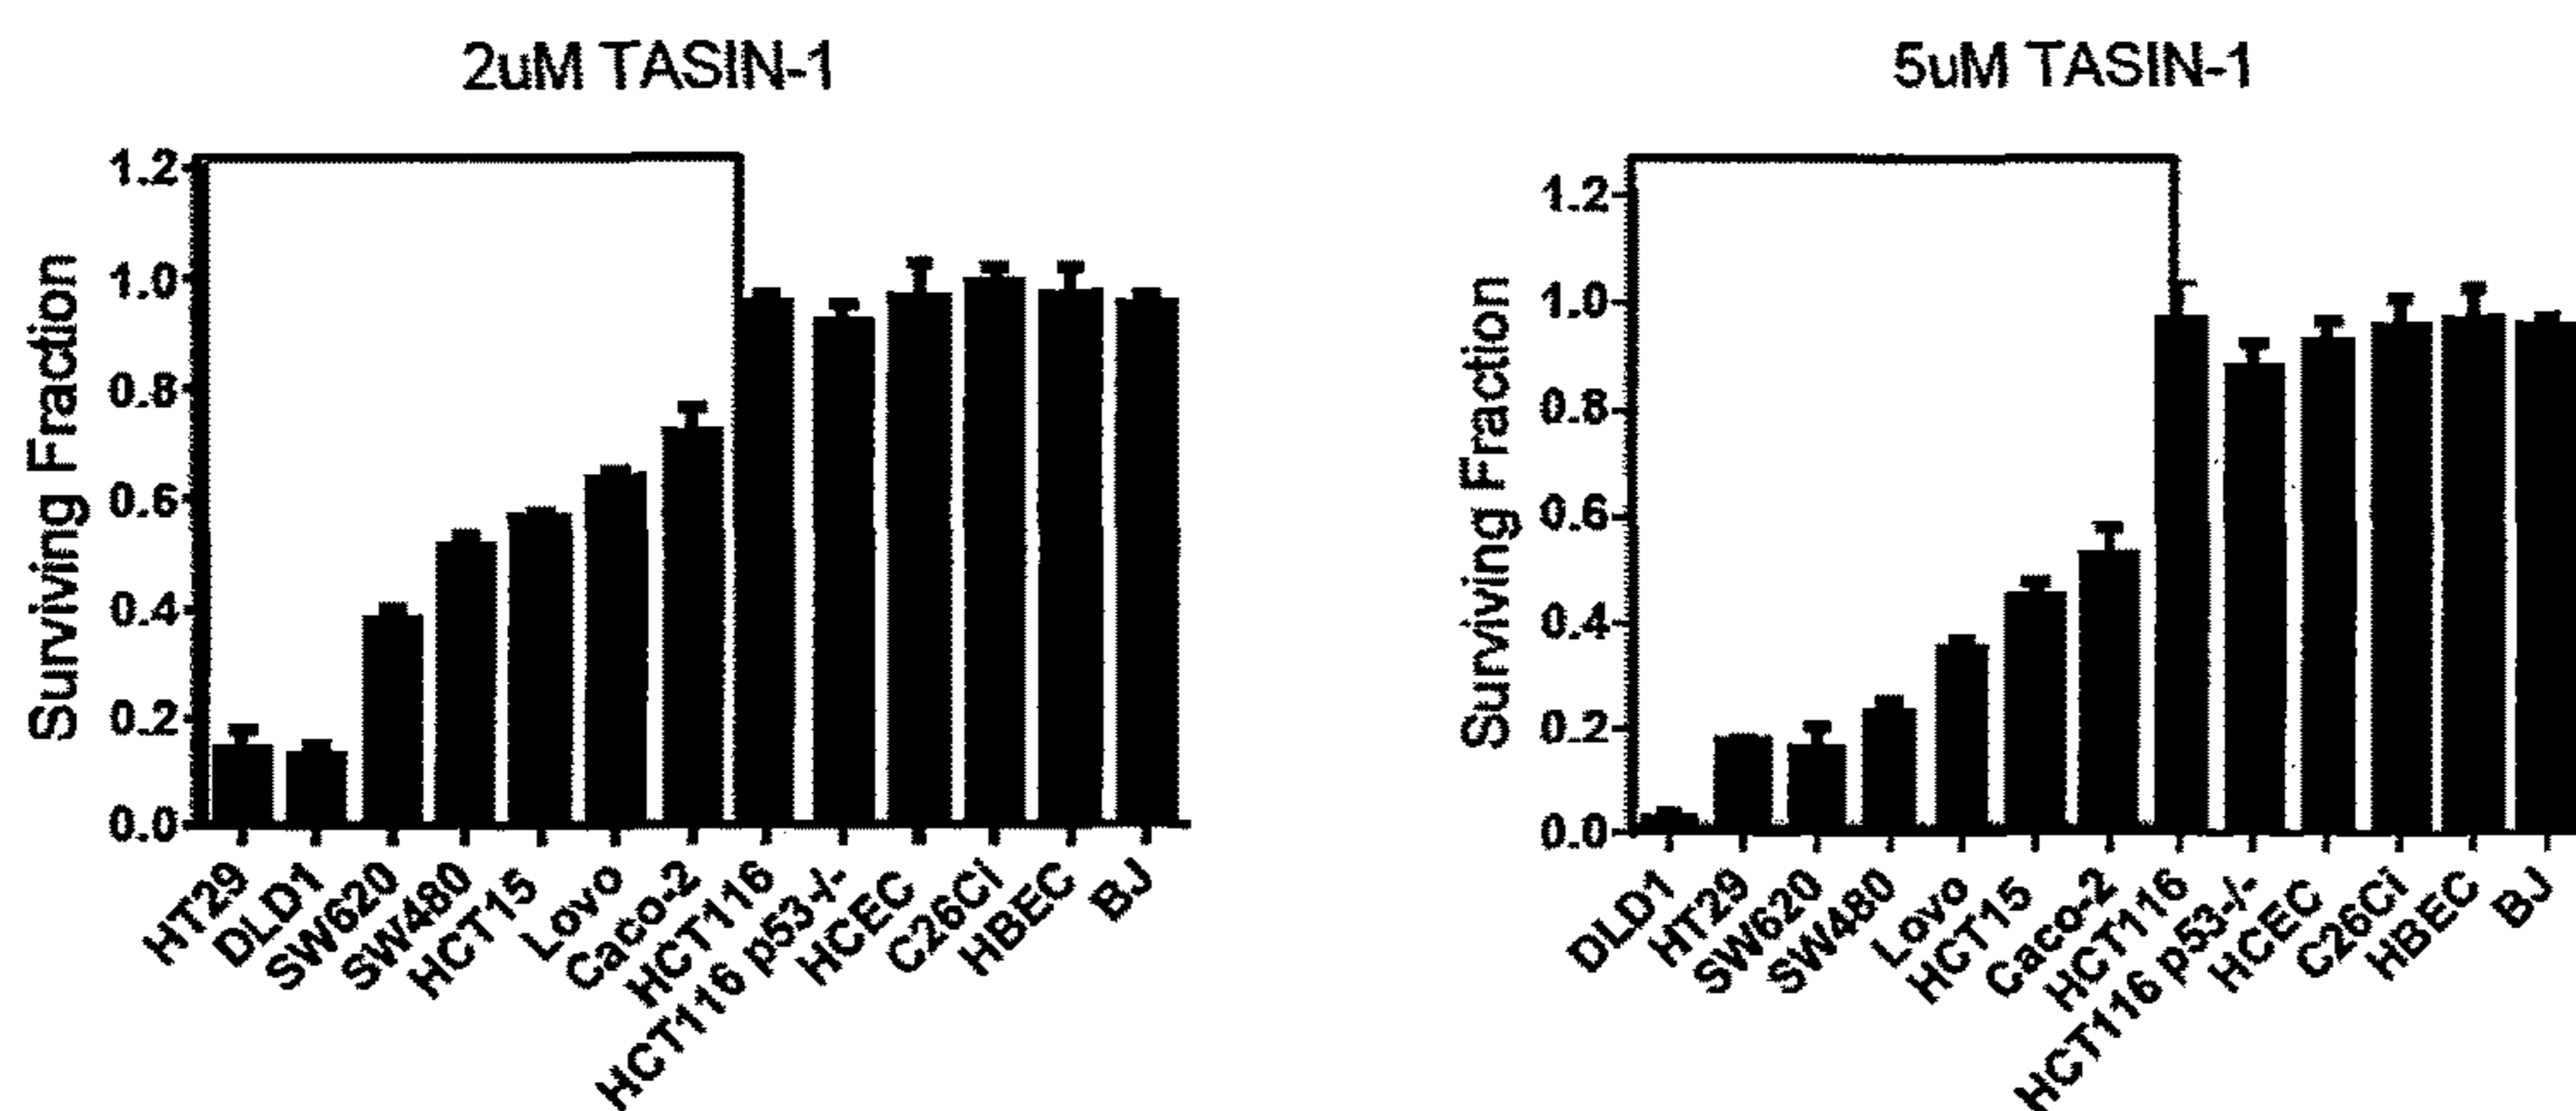 2uM TASIN-1
Surviving Fraction
1.2
1.0
0.8
0.6
0.4
0.2
0.0
HT29
DLD1
SW620
SW480
HCT15
Lovo
Caco-2
HCT116
HCT116 p53-/-
HCEC
C26Ci
HBEC
BJ
5uM TASIN-1
Surviving Fraction
1.2
1.0
0.8
0.6
0.4
0.2
0.0
DLD1
HT29
SW620
SW480
Lovo
HCT15
Caco-2
HCT116
HCT116 p53-/-
HCEC
C26Ci
HBEC
BJ